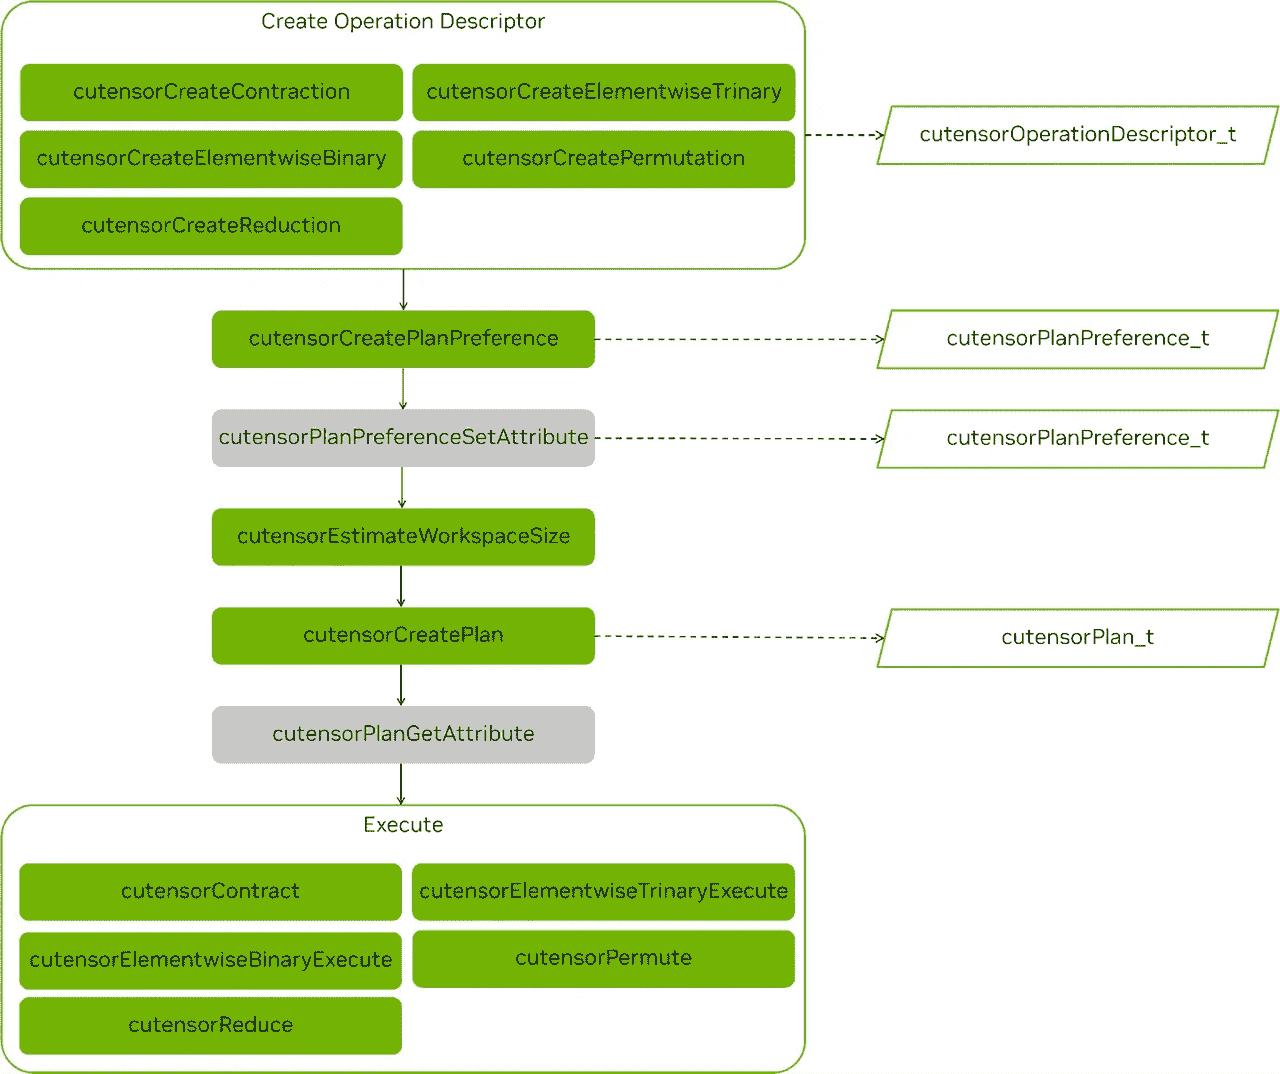 Create Operation Descriptor
cutensorCreateContraction
cutensorCreateElementwiseTrinary
cutensorCreateElementwiseBinary
cutensorCreatePermutation
cutensorCreateReduction
cutensorOperationDescriptor_t
cutensorCreatePlanPreference
cutensorPlanPreference_t
cutensorPlanPreferenceSetAttribute
cutensorPlanPreference_t
cutensorEstimateWorkspaceSize
cutensorCreatePlan
cutensorPlan_t
cutensorPlanGetAttribute
Execute
cutensorContract
cutensorElementwiseTrinaryExecute
cutensorElementwiseBinaryExecute
cutensorPermute
cutensorReduce